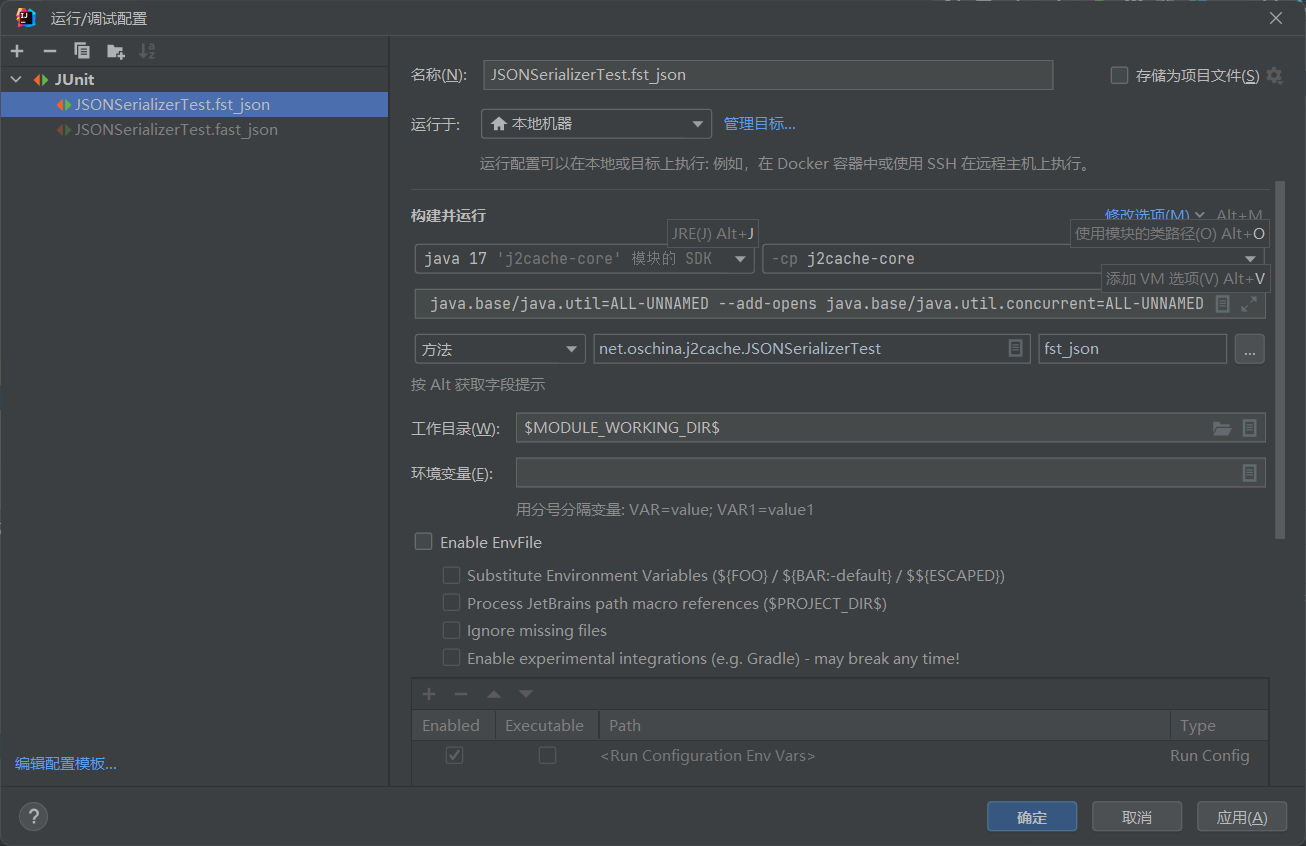 运行/调试配置
JUnit
JSONSerializerTest.fst_json
JSONSerializerTest.fast_json
编辑配置模板...
名称(N):
JSONSerializerTest.fst_json
存储为项目文件(S)
运行于:
本地机器
管理目标...
运行配置可以在本地或目标上执行: 例如，在 Docker 容器中或使用 SSH 在远程主机上执行。
构建并运行
修改选项(M) Alt+M
JRE(J) Alt+J
使用模块的类路径(O) Alt+O
java 17 'j2cache-core' 模块的 SDK
-cp j2cache-core
添加 VM 选项(V) Alt+V
java.base/java.util=ALL-UNNAMED --add-opens java.base/java.util.concurrent=ALL-UNNAMED
方法
net.oschina.j2cache.JSONSerializerTest
fst_json
...
按 Alt 获取字段提示
工作目录(W):
$MODULE_WORKING_DIR$
环境变量(E):
用分号分隔变量: VAR=value; VAR1=value1
Enable EnvFile
Substitute Environment Variables (${FOO} / ${BAR:-default} / $${ESCAPED})
Process JetBrains path macro references ($PROJECT_DIR$)
Ignore missing files
Enable experimental integrations (e.g. Gradle) - may break any time!
Enabled Executable Path Type
<Run Configuration Env Vars> Run Config
?
确定
取消
应用(A)